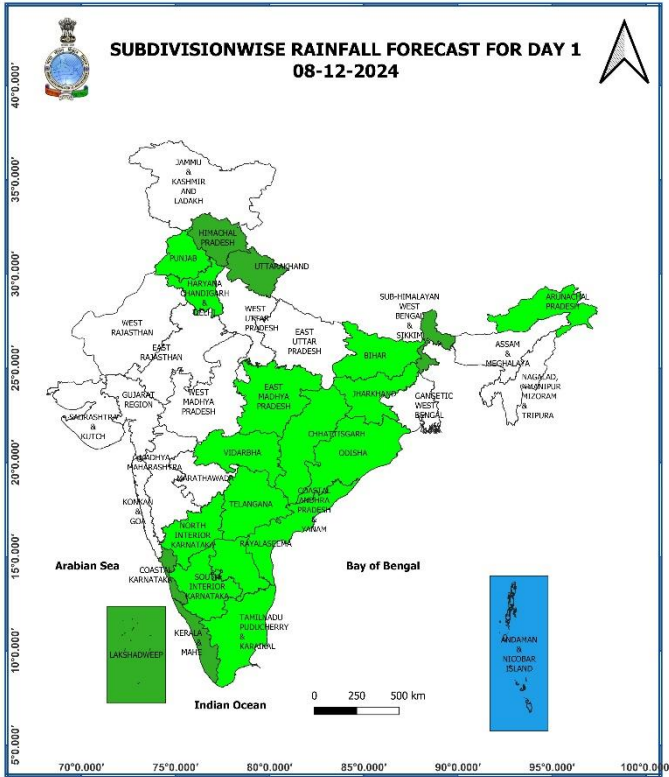 SUBDIVISIONWISE RAINFALL FORECAST FOR DAY 1
08-12-2024
40°0.000'
35°0.000'
30°0.000'
25°0.000'
20°0.000'
15°0.000'
10°0.000'
5°0.000'
JAMMU
&
KASHMIR
AND
LADAKH
HIMACHAL
PRADESH
PUNJAB
UTTARAKHAND
HARYANA
CHANDIGARH
&
DELHI
WEST
UTTAR
PRADESH
EAST
UTTAR
PRADESH
WEST
RAJASTHAN
EAST
RAJASTHAN
SUB-HIMALAYAN
WEST
BENGAL
&
SIKKIM
ARUNACHAL
PRADESH
ASSAM
&
MEGHALAYA
NAGALAD,
MANIPUR
MIZORAM
&
TRIPURA
BIHAR
JHARKHAND
GANGETIC
WEST
BENGAL
GUJARAT
REGION
SAURASHTRA
&
KUTCH
WEST
MADHYA
PRADESH
EAST
MADHYA
PRADESH
CHHATTISGARH
ODISHA
VIDARBHA
MADHYA
MAHARASHTRA
MARATHAWADA
KONKAN
&
GOA
TELANGANA
COASTAL
ANDHRA
PRADESH
&
YANAM
NORTH
INTERIOR
KARNATAKA
RAYALASEEMA
COASTAL
KARNATAKA
SOUTH
INTERIOR
KARNATAKA
KERALA
&
MAHE
TAMILNADU
PUDUCHERRY
&
KARAIKAL
LAKSHADWEEP
ANDAMAN
&
NICOBAR
ISLAND
Arabian Sea
Bay of Bengal
Indian Ocean
0 250 500 km
70°0.000' 75°0.000' 80°0.000' 85°0.000' 90°0.000' 95°0.000' 100°0.0